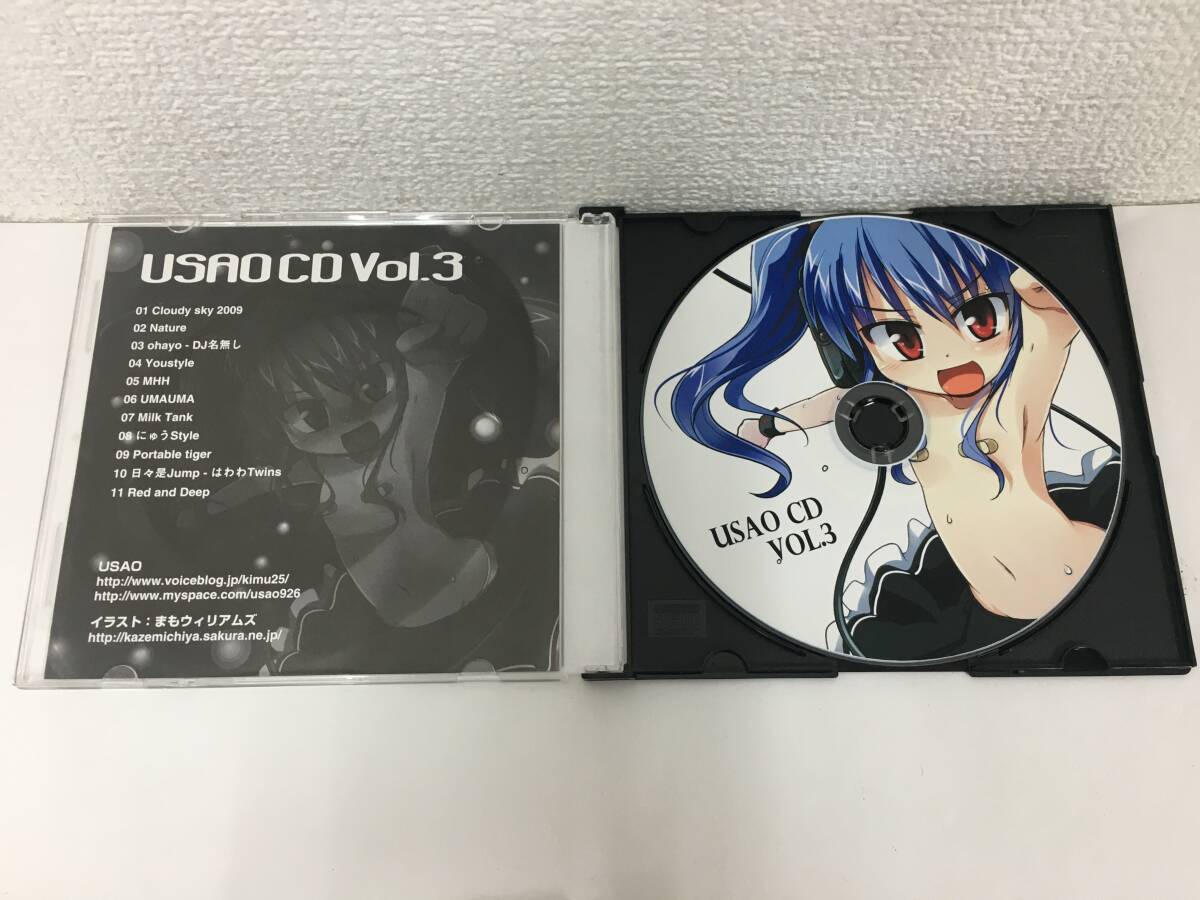 USAO CD Vol.3
01 Cloudy sky 2009
02 Nature
03 ohayo - DJ名無し
04 Youstyle
05 MHH
06 UMAUMA
07 Milk Tank
08 にゅうStyle
09 Portable tiger
10 日々是Jump - はわわTwins
11 Red and Deep
USAO
http://www.voiceblog.jp/kimu25/
http://www.myspace.com/usao926
イラスト：まもウィリアムズ
http://kazemichiya.sakura.ne.jp/
USAO CD
VOL.3